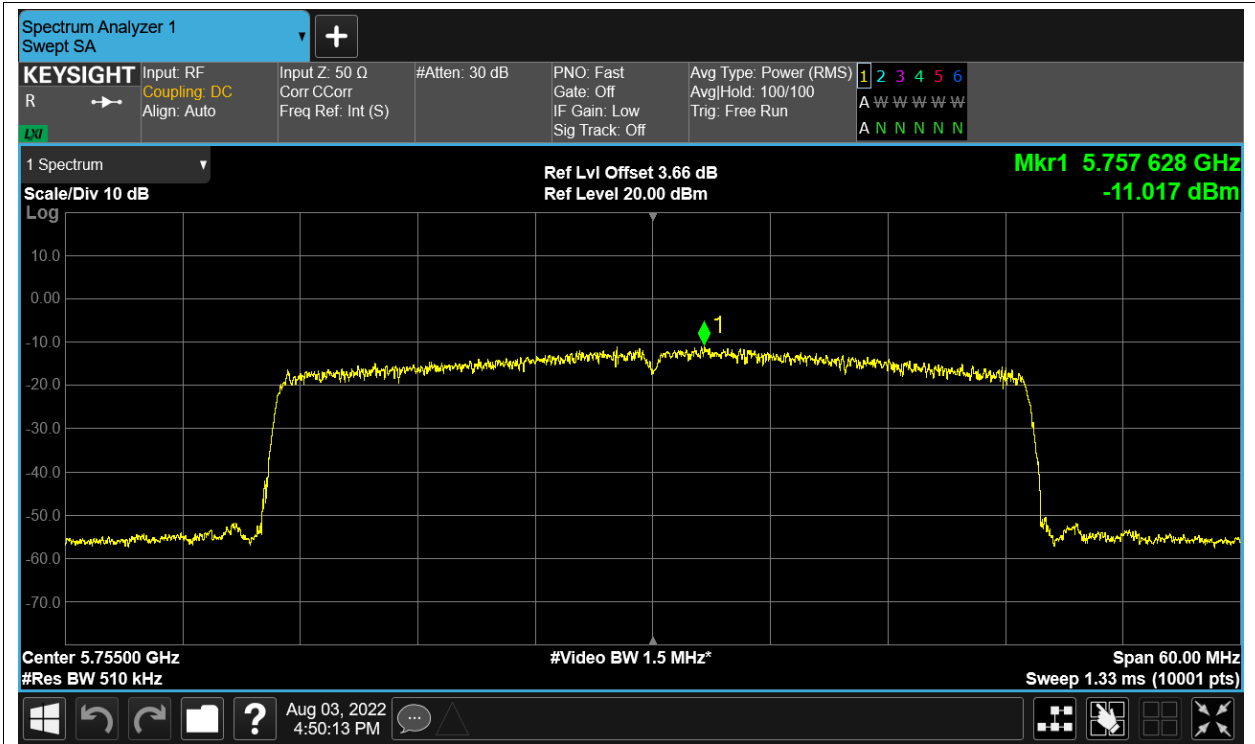 Spectrum Analyzer 1
Swept SA
KEYSIGHT
R
LXI
Input: RF
Coupling: DC
Align: Auto
Input Z: 50 Ω
Corr CCorr
Freq Ref: Int (S)
#Atten: 30 dB
PNO: Fast
Gate: Off
IF Gain: Low
Sig Track: Off
Avg Type: Power (RMS)
Avg|Hold: 100/100
Trig: Free Run
1 2 3 4 5 6
A W W W W W
A N N N N N
1 Spectrum
Scale/Div 10 dB
Log
Ref Lvl Offset 3.66 dB
Ref Level 20.00 dBm
Mkr1 5.757 628 GHz
-11.017 dBm
10.0
0.00
-10.0
-20.0
-30.0
-40.0
-50.0
-60.0
-70.0
1
Center 5.75500 GHz
#Res BW 510 kHz
#Video BW 1.5 MHz*
Span 60.00 MHz
Sweep 1.33 ms (10001 pts)
?
Aug 03, 2022
4:50:13 PM